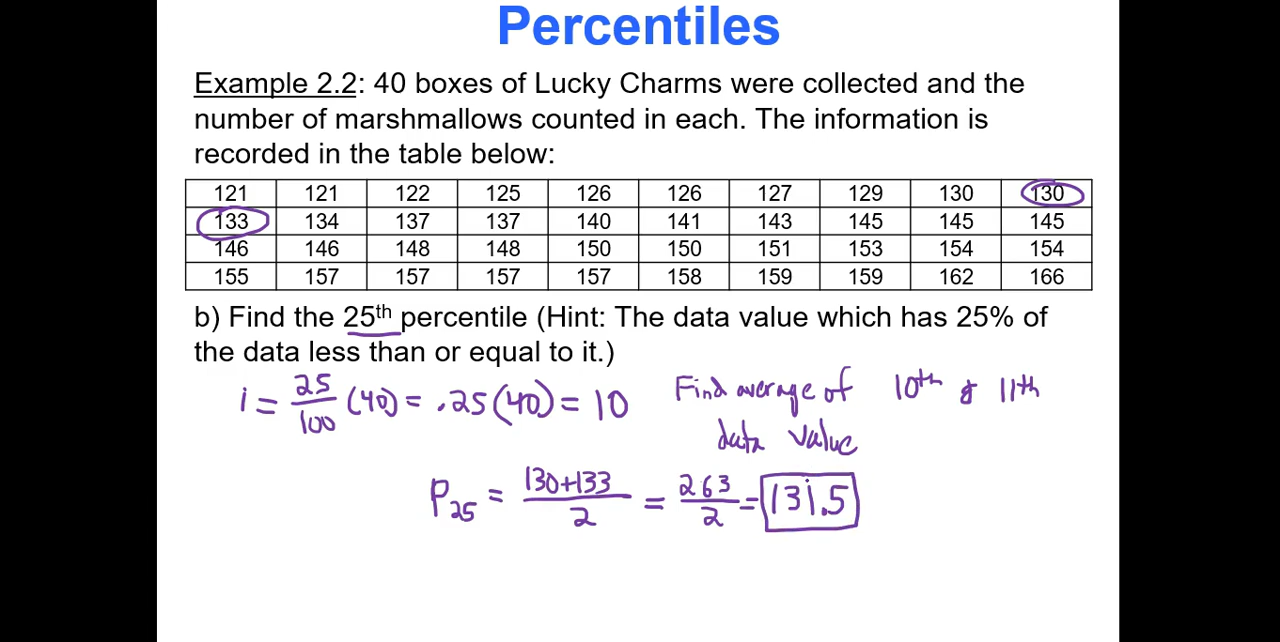 Percentiles
Example 2.2: 40 boxes of Lucky Charms were collected and the
number of marshmallows counted in each. The information is
recorded in the table below:
121 121 122 125 126 126 127 129 130 130
133 134 137 137 140 141 143 145 145 145
146 146 148 148 150 150 151 153 154 154
155 157 157 157 157 158 159 159 162 166
b) Find the 25th percentile (Hint: The data value which has 25% of
the data less than or equal to it.)
i = 25/100 (40) = .25(40) = 10 Find average of 10th & 11th
data value
P25 = 130+133/2 = 263/2 = 131.5